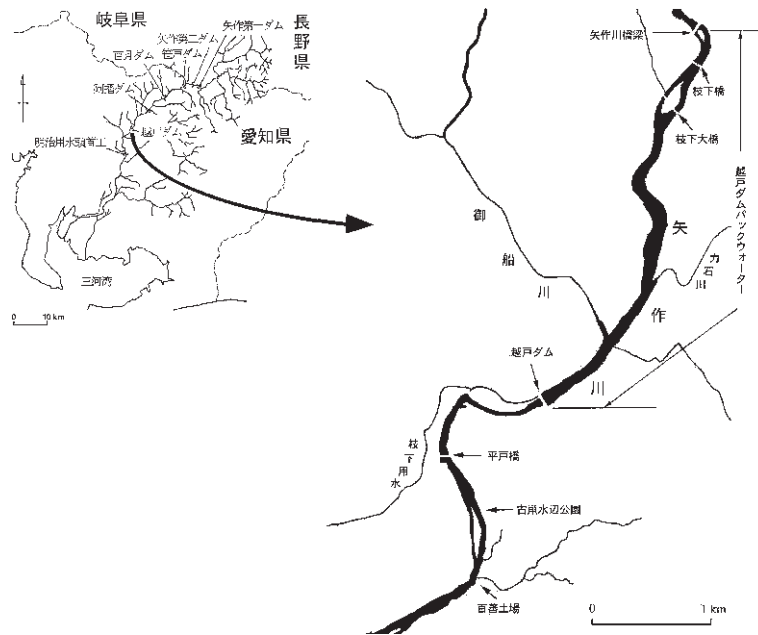 岐阜県
長野県
矢作第一ダム
矢作第二ダム
笹戸ダム
百月ダム
阿摺ダム
越戸ダム
愛知県
明治用水頭首工
三河湾
0 10 km
矢作川橋梁
枝下橋
枝下大橋
越戸ダムバックウォーター
御船川
矢作川
力石川
越戸ダム
枝下用水
平戸橋
古鼡水辺公園
百善土場
0 1 km